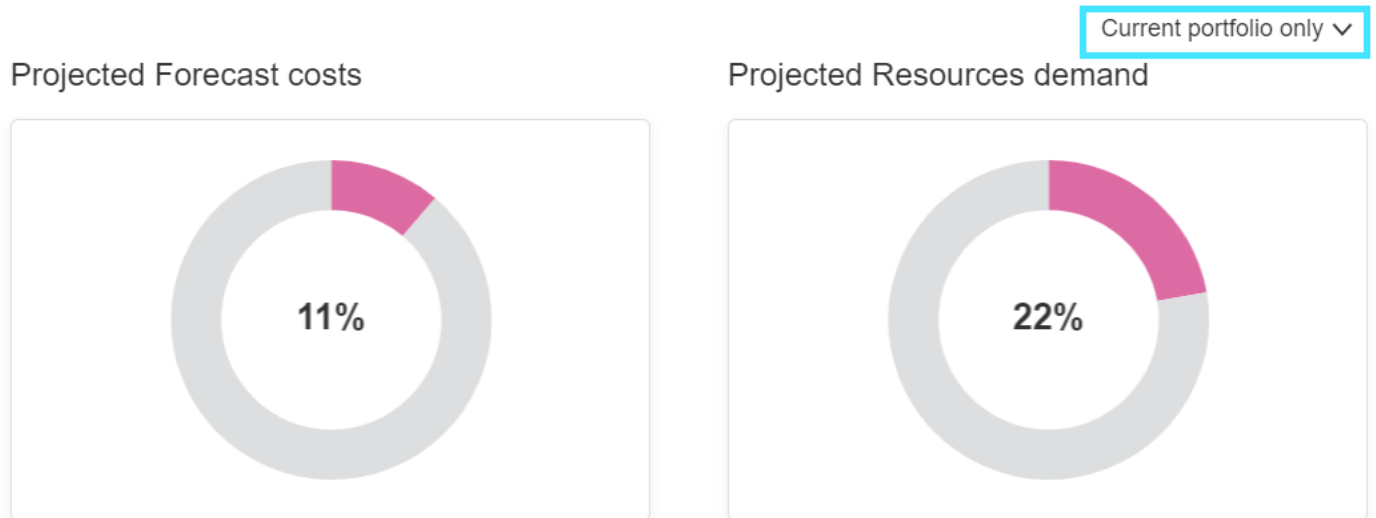 Current portfolio only
Projected Forecast costs
Projected Resources demand
11%
22%